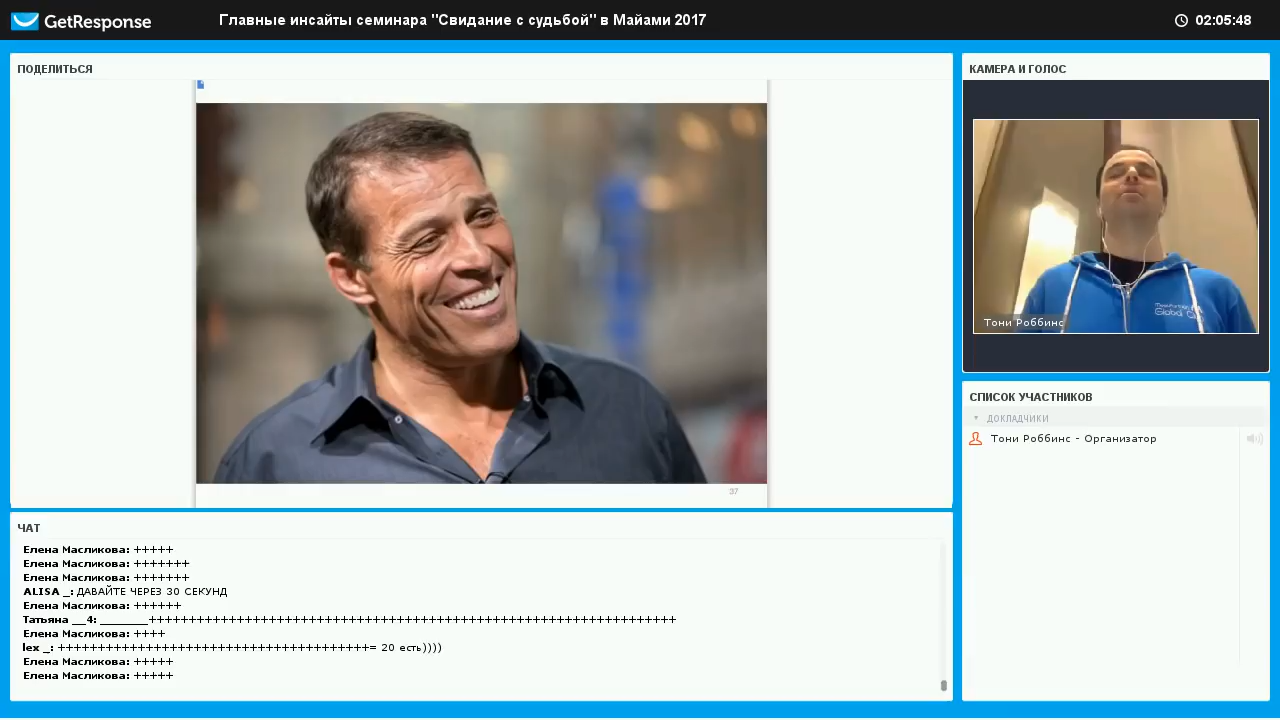 GetResponse
Главные инсайты семинара "Свидание с судьбой" в Майами 2017
02:05:48
ПОДЕЛИТЬСЯ
37
ЧАТ
Елена Масликова: +++++
Елена Масликова: +++++++
Елена Масликова: +++++++
ALISA _: ДАВАЙТЕ ЧЕРЕЗ 30 СЕКУНД
Елена Масликова: ++++++
Татьяна __4: _______++++++++++++++++++++++++++++++++++++++++++++++++++++++++++++++++++
Елена Масликова: ++++
lex _: +++++++++++++++++++++++++++++++++++++++= 20 есть))))
Елена Масликова: +++++
Елена Масликова: +++++
КАМЕРА И ГОЛОС
Global
Тони Роббинс
СПИСОК УЧАСТНИКОВ
ДОКЛАДЧИКИ
Тони Роббинс - Организатор